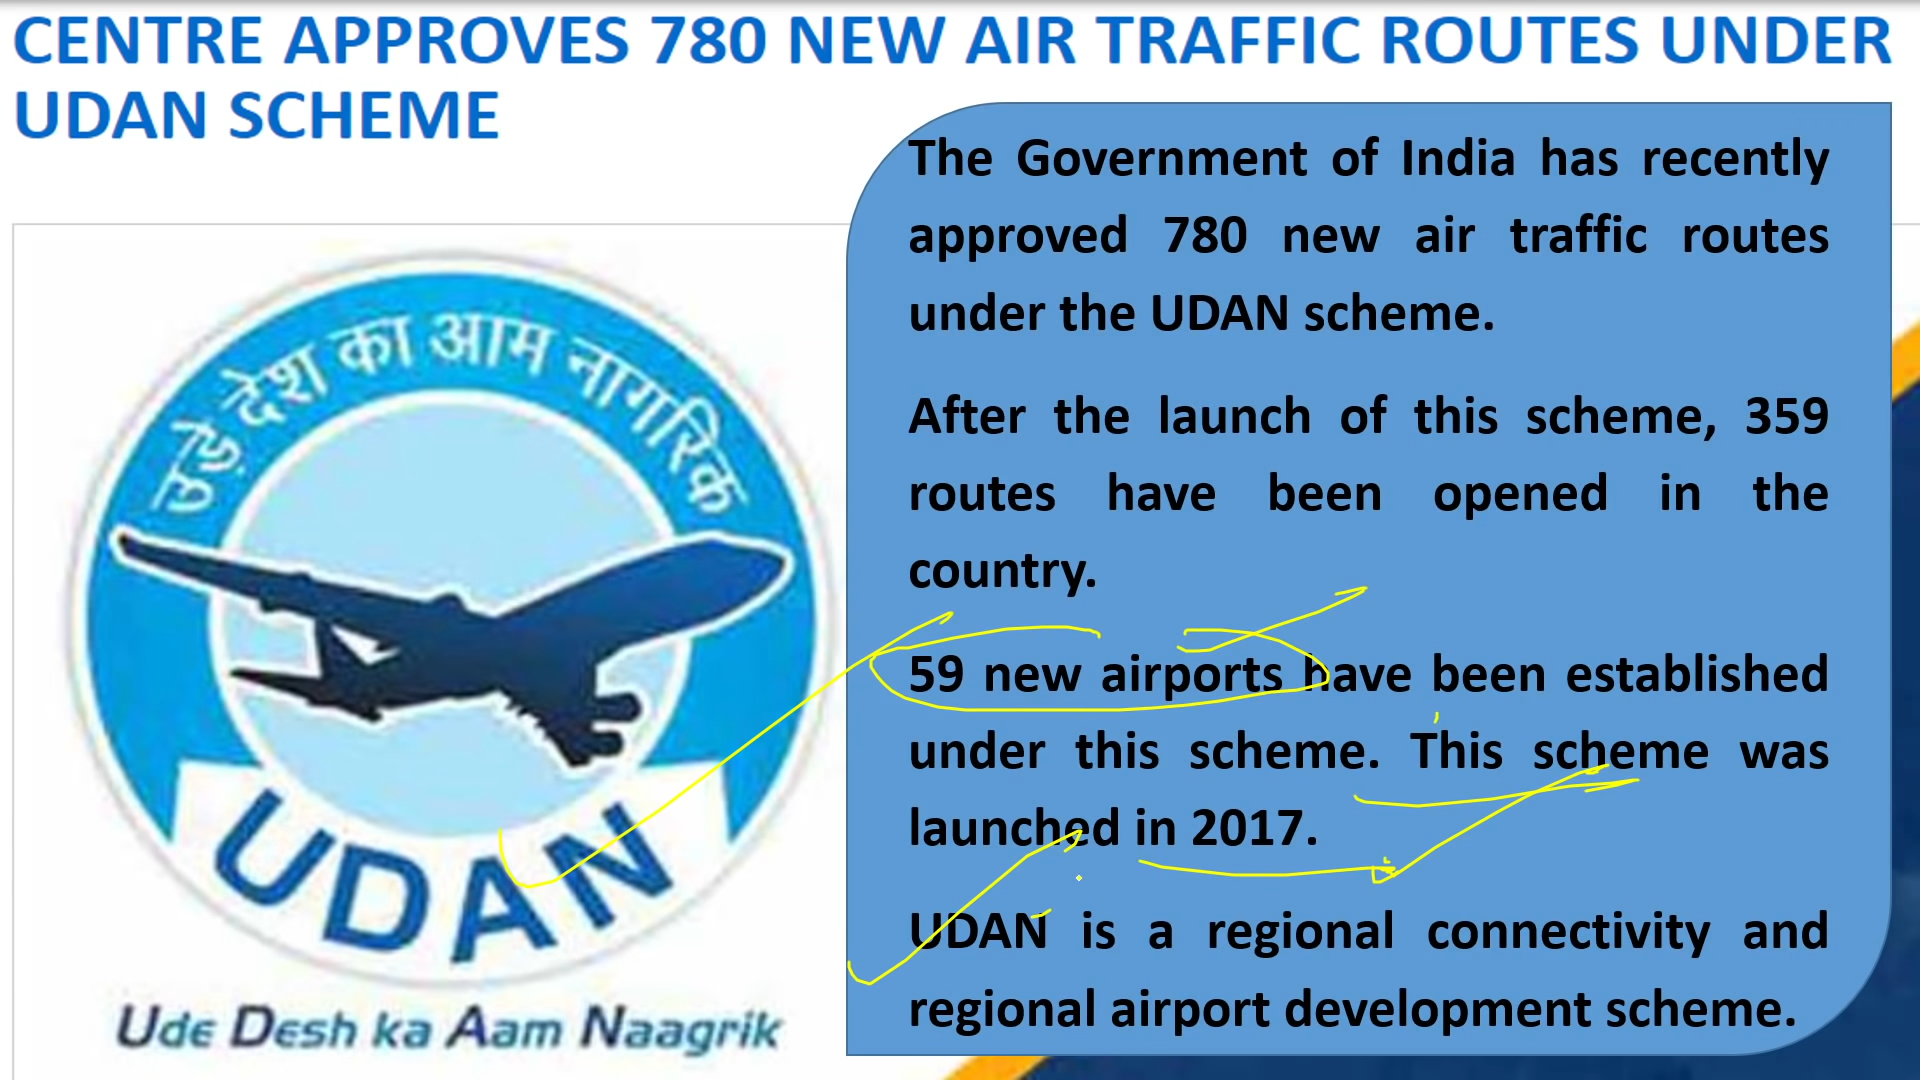 CENTRE APPROVES 780 NEW AIR TRAFFIC ROUTES UNDER
UDAN SCHEME
उड़े देश का आम नागरिक
UDAN
Ude Desh ka Aam Naagrik
The Government of India has recently
approved 780 new air traffic routes
under the UDAN scheme.
After the launch of this scheme, 359
routes have been opened in the
country.
59 new airports have been established
under this scheme. This scheme was
launched in 2017.
UDAN is a regional connectivity and
regional airport development scheme.